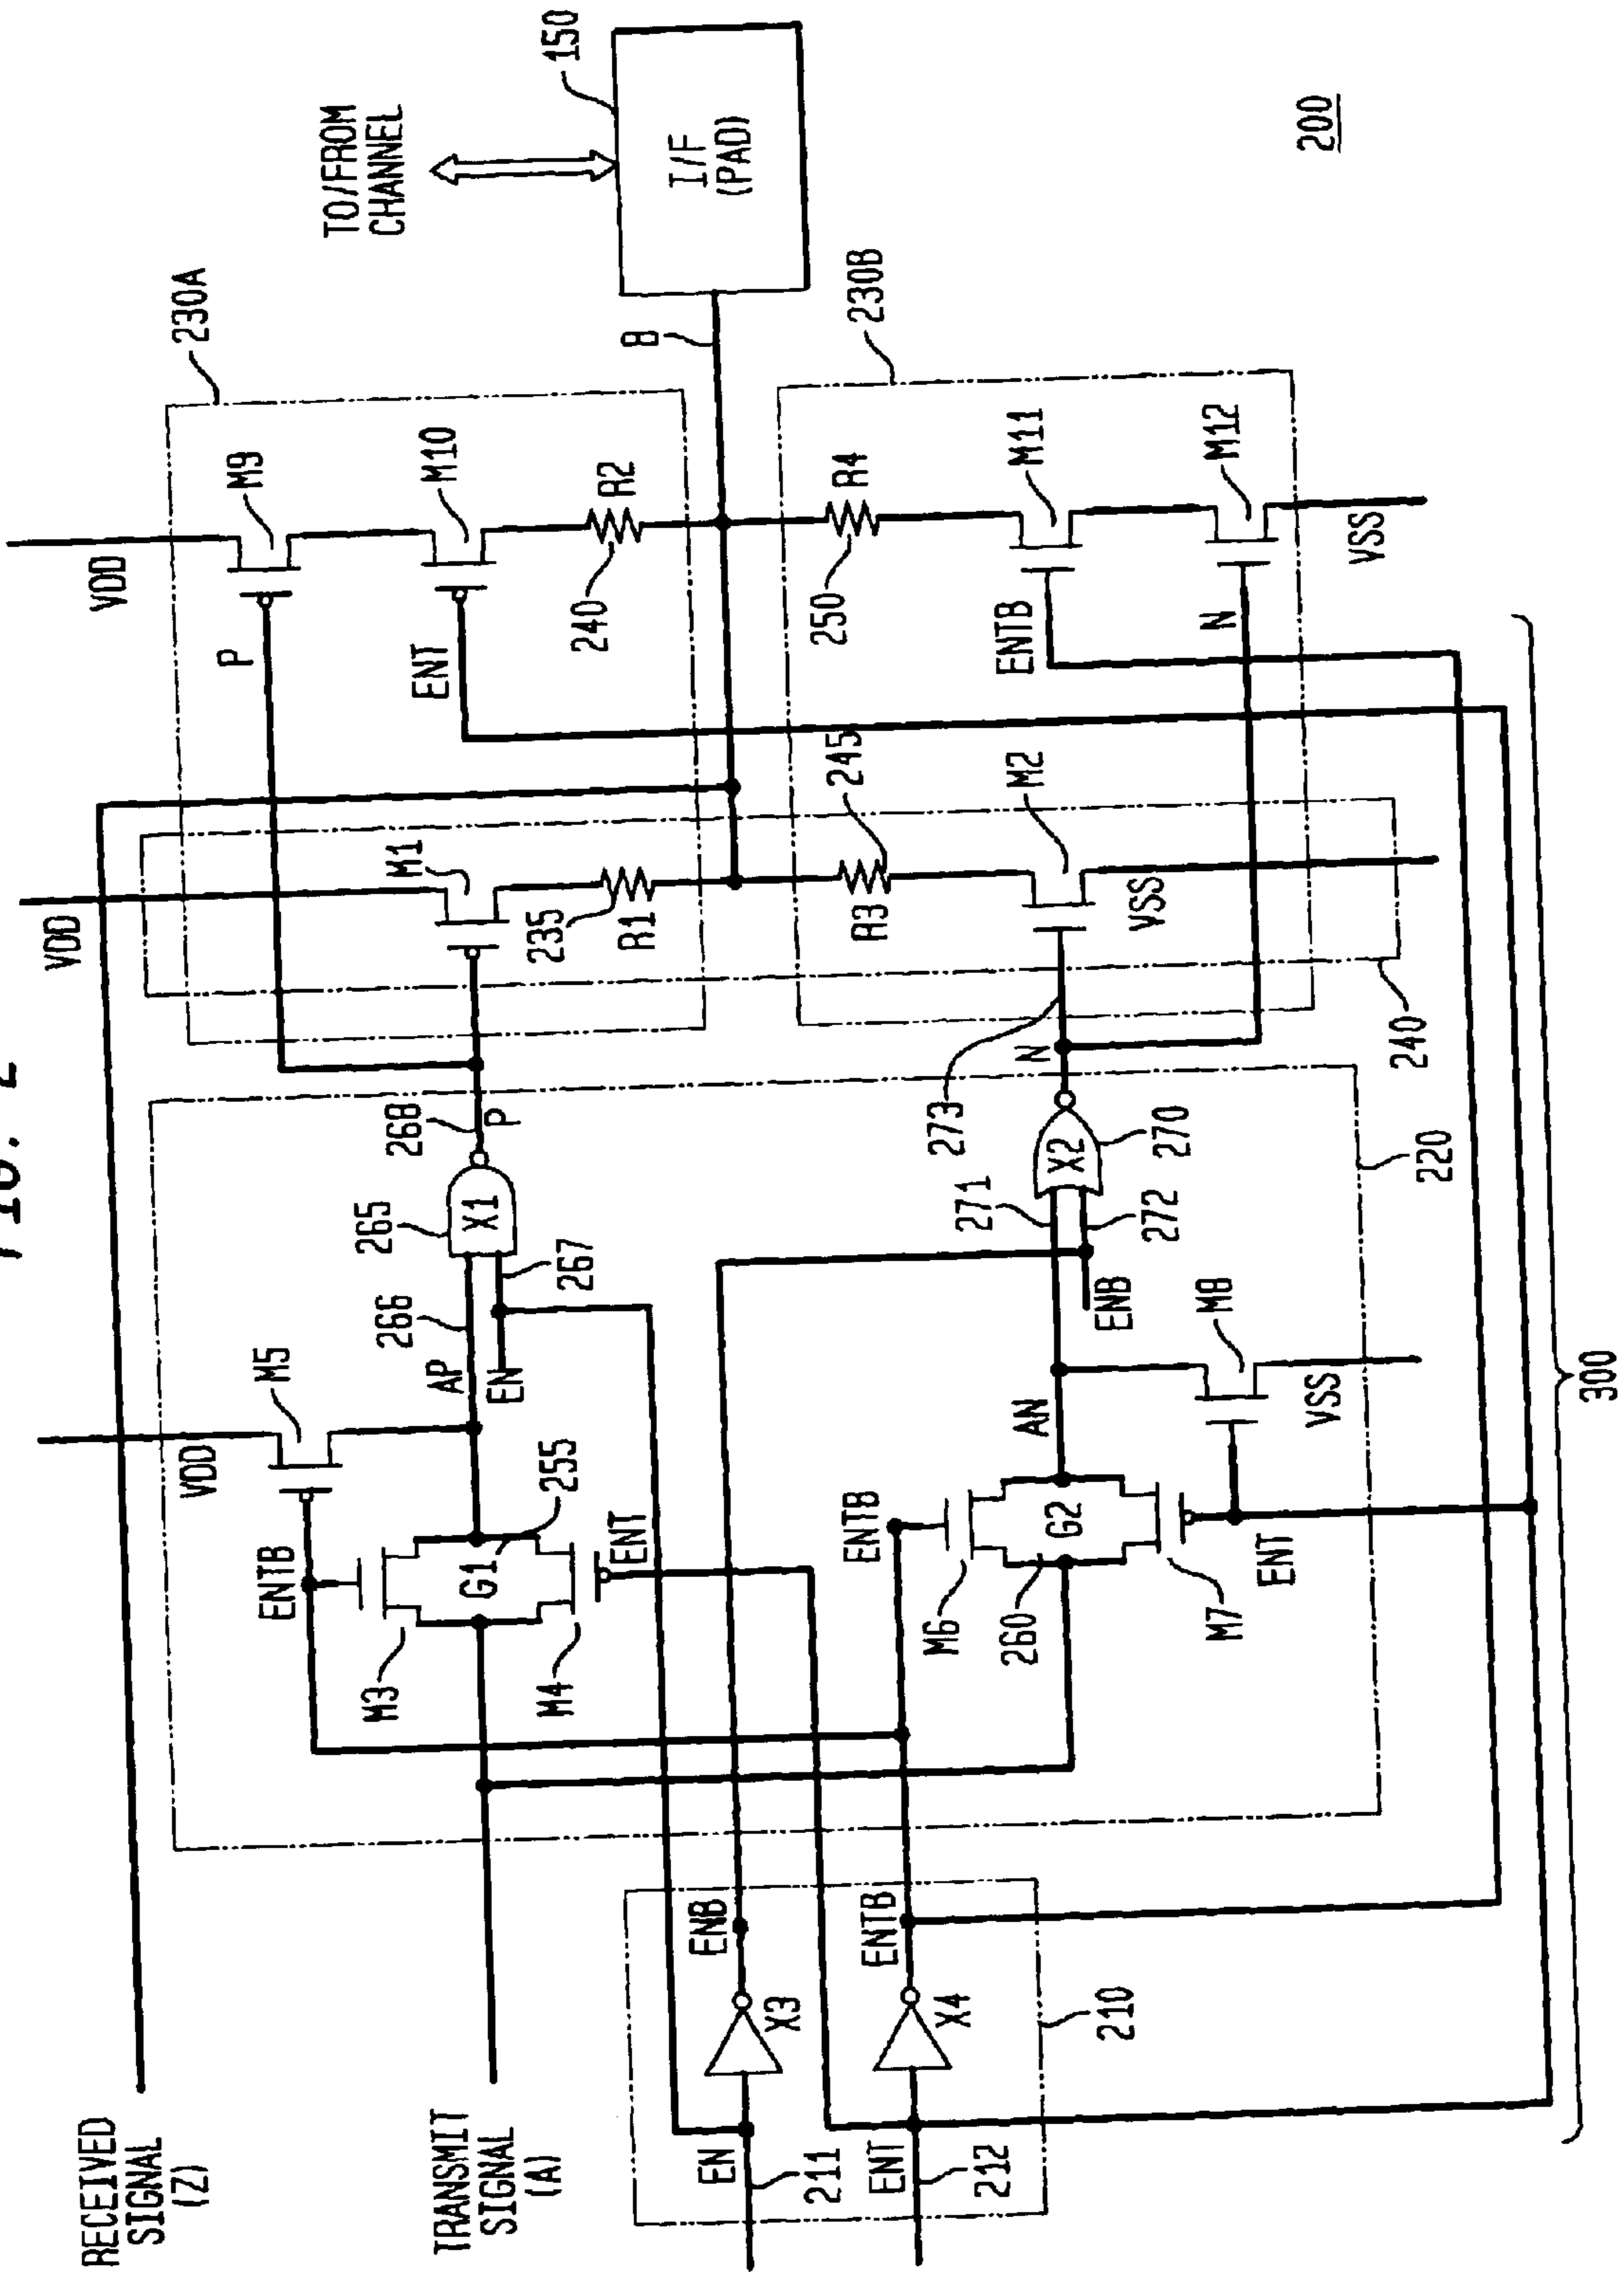 FIG. 2
RECEIVED
SIGNAL
(Z)
TRANSMIT
SIGNAL
(A)
TO/FROM
CHANNEL
150
I/F
(PAD)
B
200
230A
230B
VDD
M9
P
M10
ENT
R2
240
R4
250
M11
ENTB
M12
N
VSS
VDD
M1
235
R1
245
R3
M2
VSS
240
273
N
268
P
265
X1
266
267
AP
EN
VDD
M5
ENTB
G1
255
ENT
M3
M4
X2
270
271
272
ENB
220
AN
M8
VSS
ENTB
G2
M6
260
M7
ENT
300
ENB
X3
EN
211
ENTB
X4
ENT
212
210